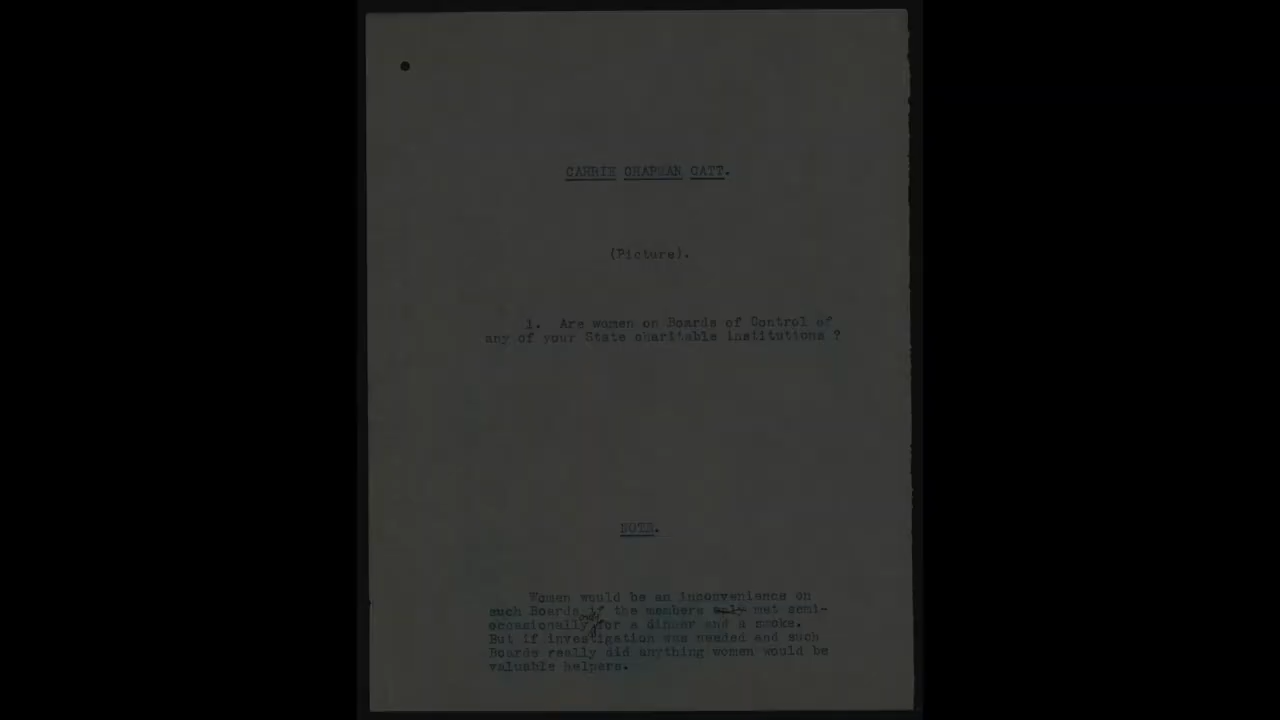 CARRIE CHAPMAN CATT.
(Picture).
1. Are women on Boards of Control of
any of your State charitable institutions ?
NOTE.
Women would be an inconvenience on
such Boards if the members only met semi-
occasionally for a dinner and a smoke.
But if investigation was needed and such
Boards really did anything women would be
valuable helpers.